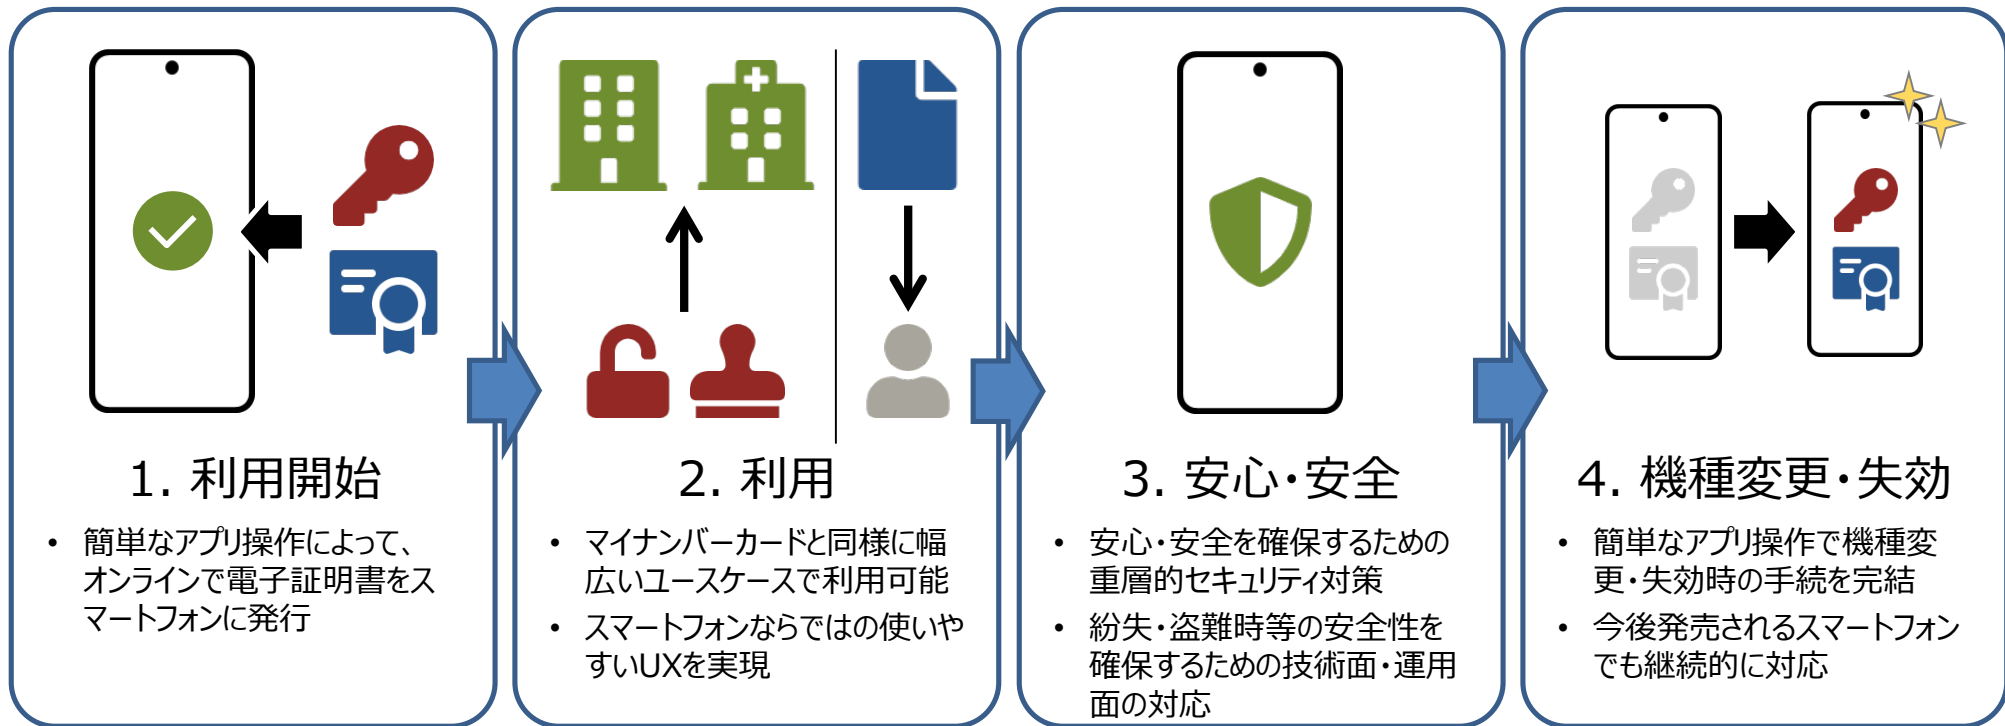 1. 利用開始
• 簡単なアプリ操作によって、
オンラインで電子証明書をス
マートフォンに発行
2. 利用
• マイナンバーカードと同様に幅
広いユースケースで利用可能
• スマートフォンならではの使いや
すいUXを実現
3. 安心・安全
• 安心・安全を確保するための
重層的セキュリティ対策
• 紛失・盗難時等の安全性を
確保するための技術面・運用
面の対応
4. 機種変更・失効
• 簡単なアプリ操作で機種変
更・失効時の手続を完結
• 今後発売されるスマートフォン
でも継続的に対応